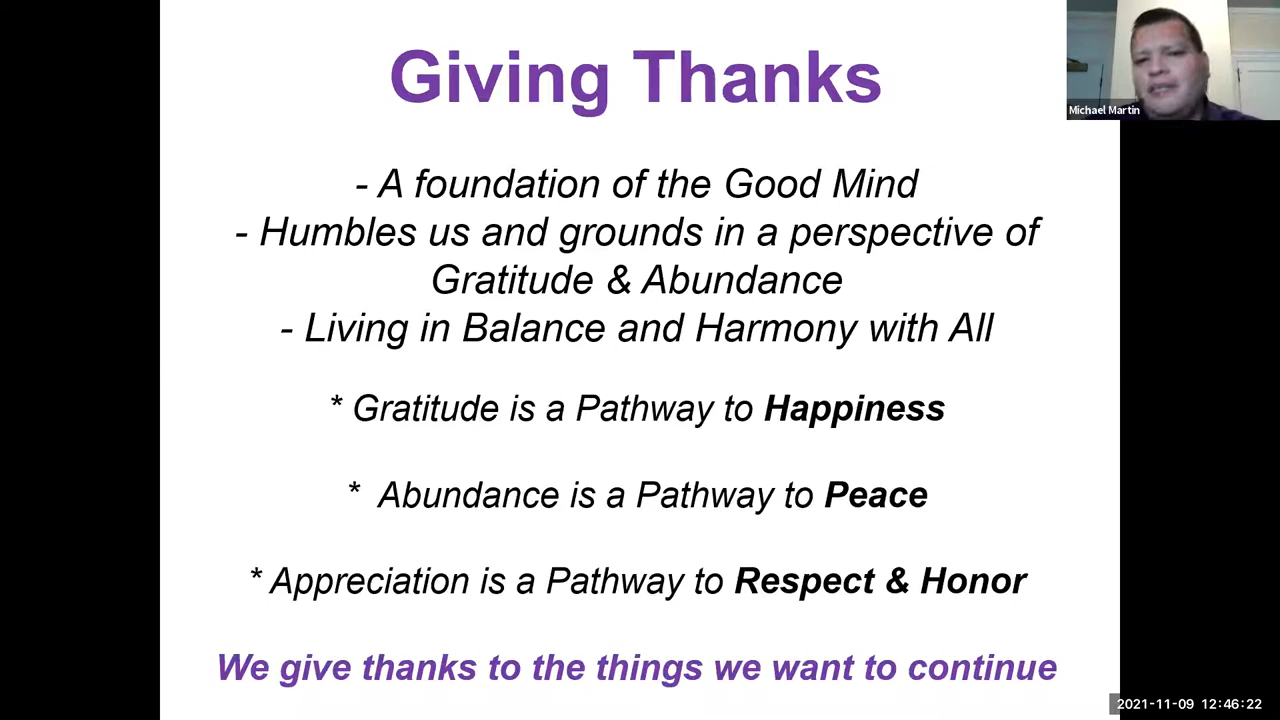 Giving Thanks
Michael Martin
- A foundation of the Good Mind
- Humbles us and grounds in a perspective of
Gratitude & Abundance
- Living in Balance and Harmony with All
* Gratitude is a Pathway to Happiness
* Abundance is a Pathway to Peace
* Appreciation is a Pathway to Respect & Honor
We give thanks to the things we want to continue
2021-11-09 12:46:22